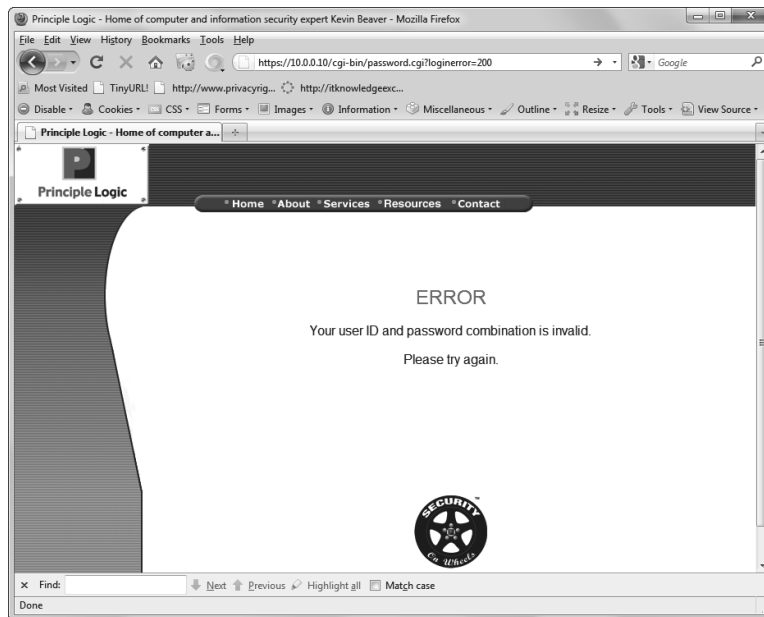 Principle Logic - Home of computer and information security expert Kevin Beaver - Mozilla Firefox
File Edit View History Bookmarks Tools Help
https://10.0.0.10/cgi-bin/password.cgi?loginerror=200
Google
Most Visited TinyURL! http://www.privacyrig... http://itknowledgeexc...
Disable Cookies CSS Forms Images Information Miscellaneous Outline Resize Tools View Source
Principle Logic - Home of computer a...
P
Principle Logic
Home About Services Resources Contact
ERROR
Your user ID and password combination is invalid.
Please try again.
SECURITY™
On Wheels
× Find: Next Previous Highlight all Match case
Done